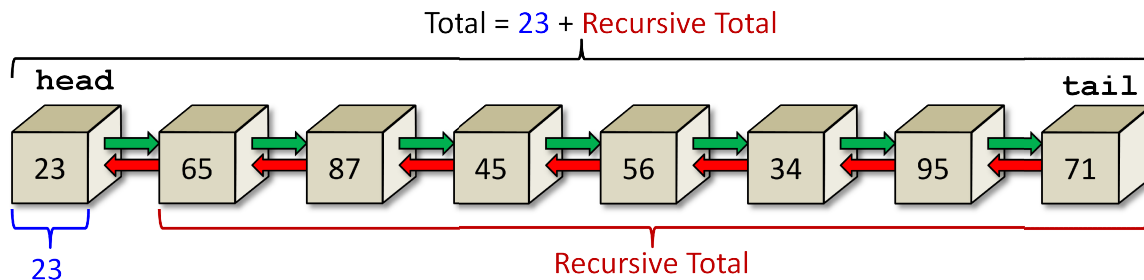 Total = 23 + Recursive Total
head
tail
23 65 87 45 56 34 95 71
23
Recursive Total